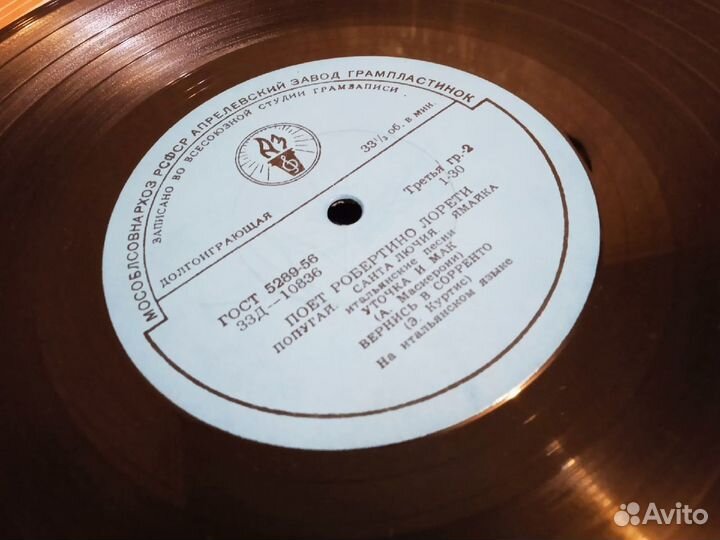 МОСОБЛСОВНАРХОЗ РСФСР АПРЕЛЕВСКИЙ ЗАВОД ГРАМПЛАСТИНОК
ЗАПИСАНО ВО ВСЕСОЮЗНОЙ СТУДИИ ГРАМЗАПИСИ
ДОЛГОИГРАЮЩАЯ
33⅓ об. в мин.
ГОСТ 5289-56
Третья гр.-2
33Д—10836
1-30
ПОЕТ РОБЕРТИНО ЛОРЕТИ
ПОПУГАЙ. САНТА ЛЮЧИЯ. ЯМАЙКА
итальянские песни
УТОЧКА И МАК
(А. Маскерони)
ВЕРНИСЬ В СОРРЕНТО
(Э. Куртис)
На итальянском языке
Avito